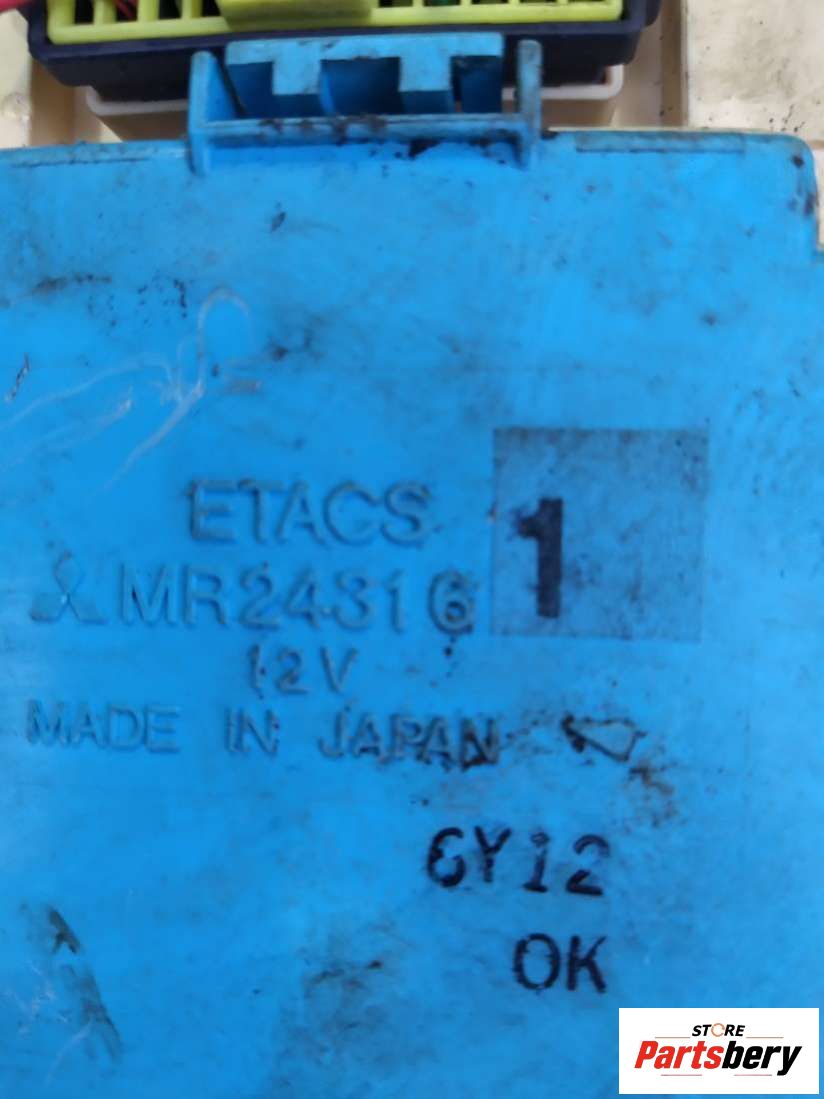 ETACS
1
MR24316
12V
MADE IN JAPAN
6Y12
OK
STORE
Partsbery